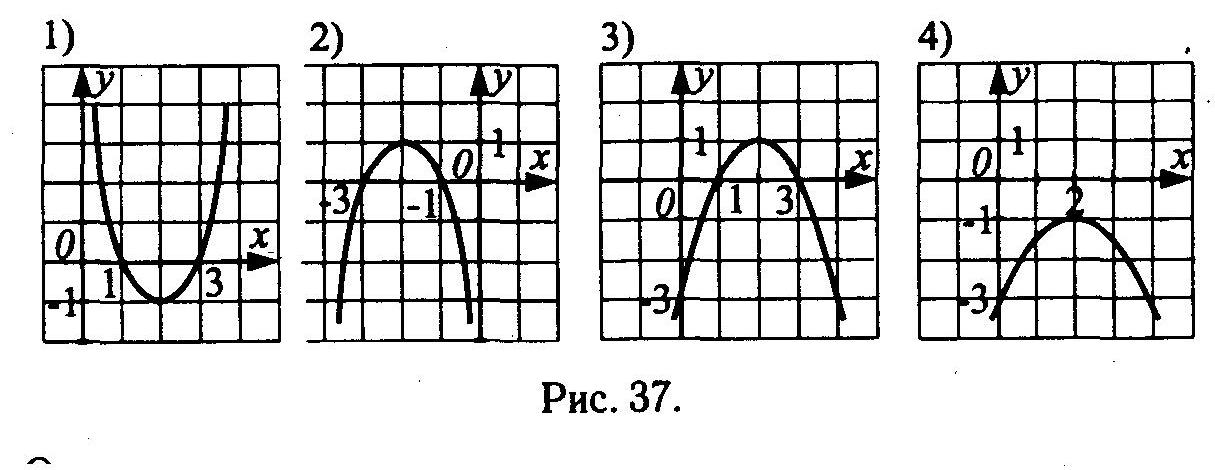 1) 2) 3) 4)
y y y y
1 1 1
0 x x 0 x
-3 -1 0 1 3 2
0 x -1
1 3
-1 -3 -3
Рис. 37.